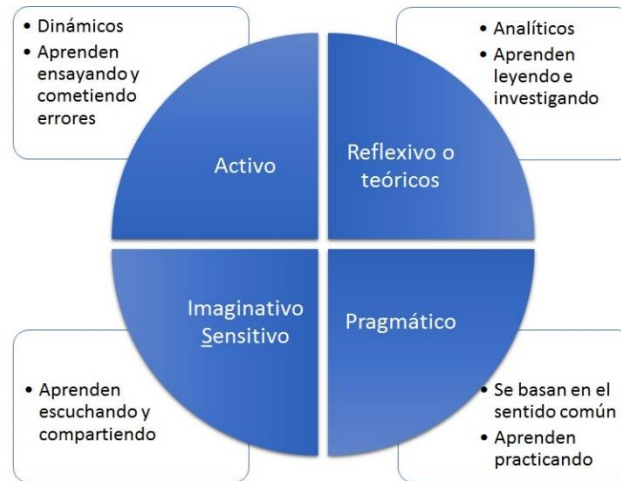 • Dinámicos
• Aprenden
ensayando y
cometiendo
errores
• Analíticos
• Aprenden
leyendo e
investigando
Activo
Reflexivo o
teóricos
Imaginativo
Sensitivo
Pragmático
• Aprenden
escuchando y
compartiendo
• Se basan en el
sentido común
• Aprenden
practicando